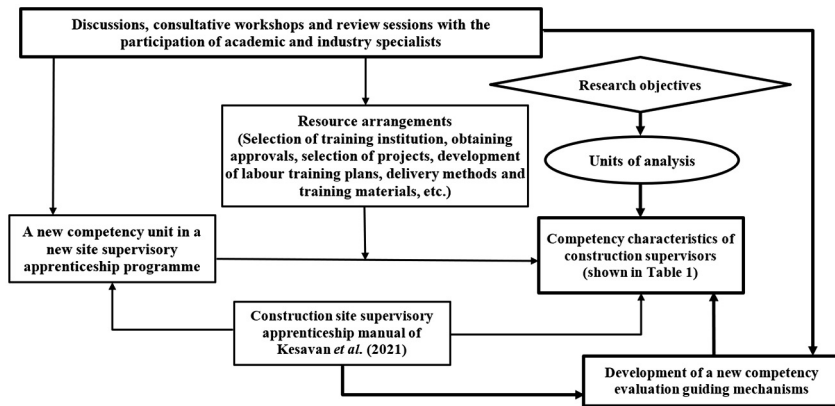 Discussions, consultative workshops and review sessions with the
participation of academic and industry specialists
Research objectives
Resource arrangements
(Selection of training institution, obtaining
approvals, selection of projects, development
of labour training plans, delivery methods and
training materials, etc.)
Units of analysis
A new competency unit in a
new site supervisory
apprenticeship programme
Competency characteristics of
construction supervisors
(shown in Table 1)
Construction site supervisory
apprenticeship manual of
Kesavan et al. (2021)
Development of a new competency
evaluation guiding mechanisms